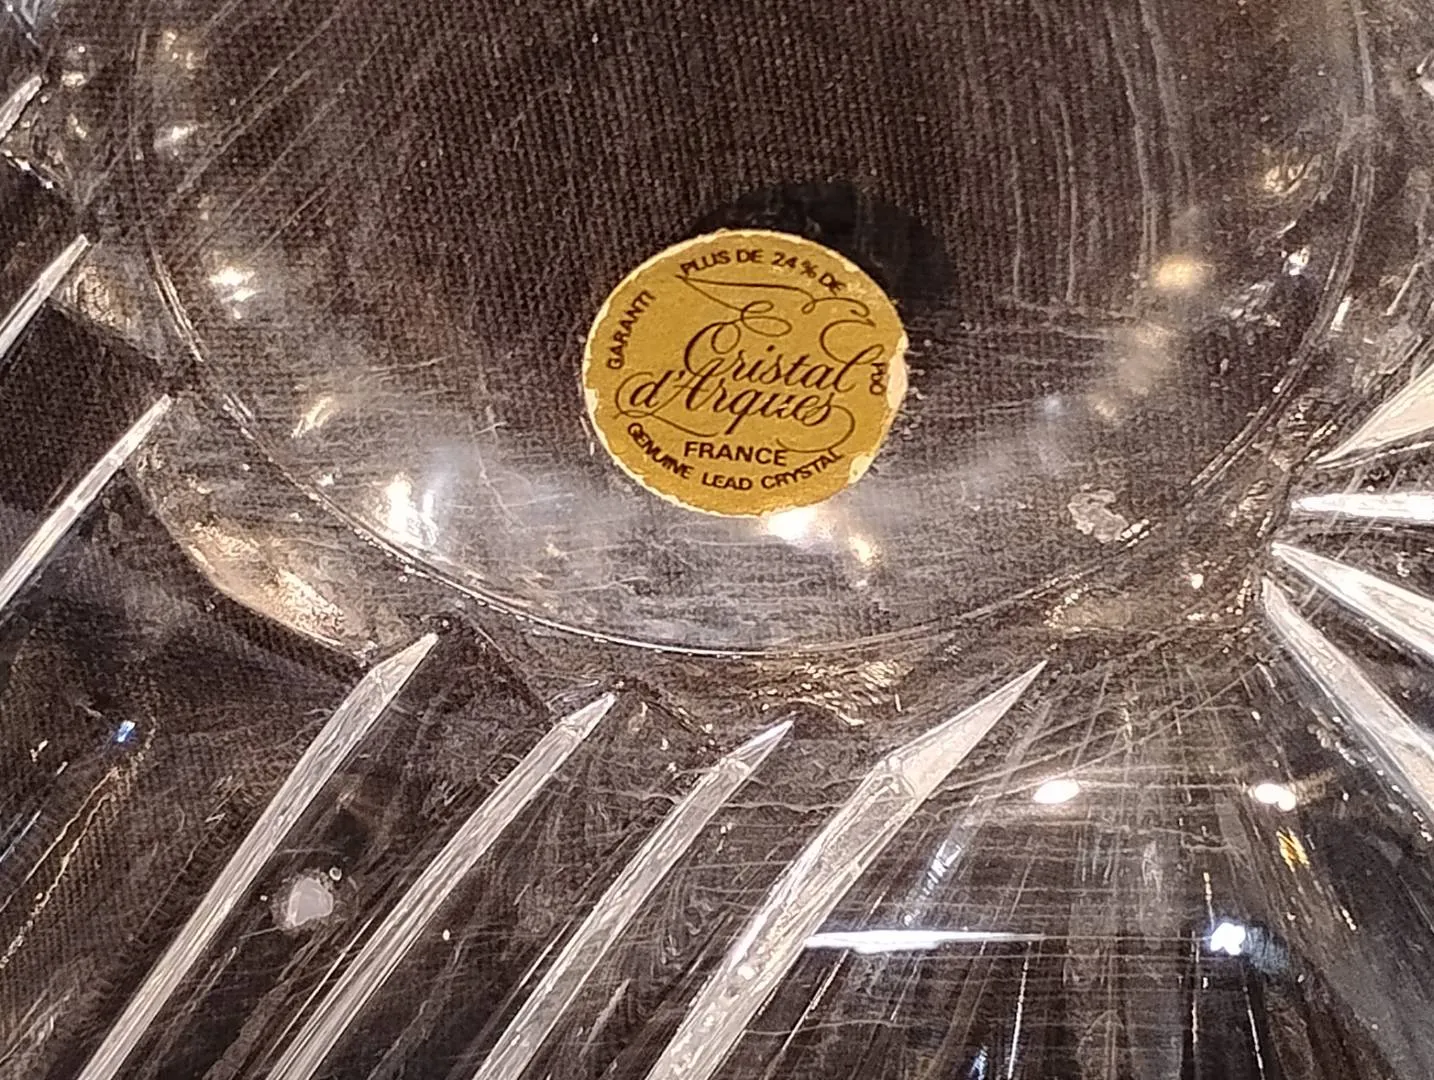 GARANTI PLUS DE 24% DE PBO
Cristal
d'Arques
FRANCE
GENUINE LEAD CRYSTAL